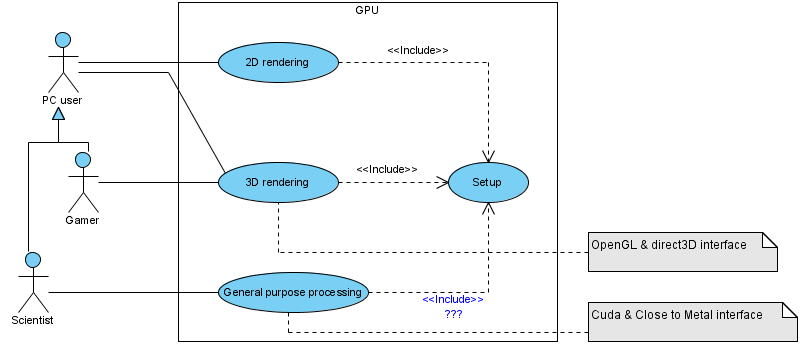 GPU
<<Include>>
2D rendering
PC user
<<Include>>
3D rendering
Setup
Gamer
OpenGL & direct3D interface
General purpose processing
<<Include>>
???
Scientist
Cuda & Close to Metal interface